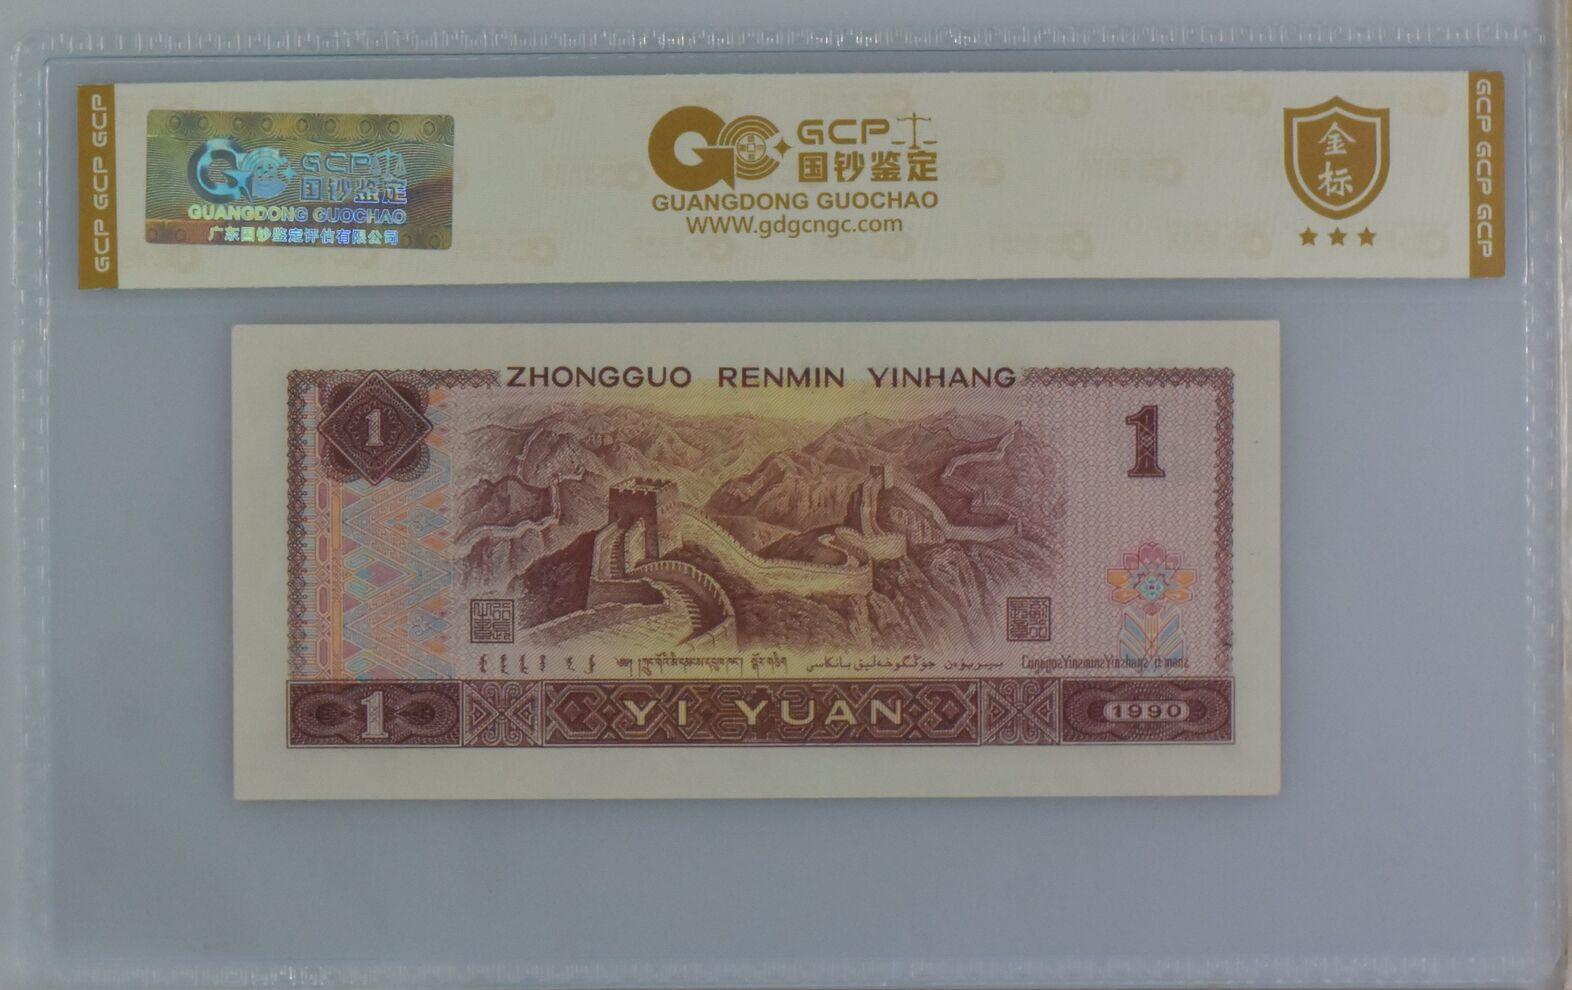 GCP GCP GCP
GCP
国钞鉴定
GUANGDONG GUOCHAO
广东国钞鉴定评估有限公司
GCP
国钞鉴定
GUANGDONG GUOCHAO
WWW.gdgcngc.com
金标
GCP GCP GCP
ZHONGGUO RENMIN YINHANG
1
1
1
YI YUAN
1990